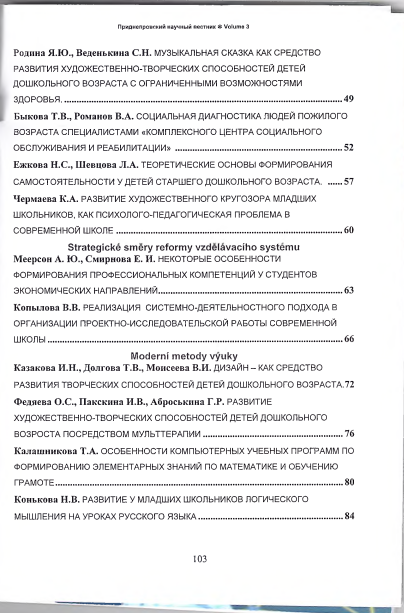 Приднепровский научный вестник ✻ Volume 3
Родина Я.Ю., Веденькина С.Н. МУЗЫКАЛЬНАЯ СКАЗКА КАК СРЕДСТВО
РАЗВИТИЯ ХУДОЖЕСТВЕННО-ТВОРЧЕСКИХ СПОСОБНОСТЕЙ ДЕТЕЙ
ДОШКОЛЬНОГО ВОЗРАСТА С ОГРАНИЧЕННЫМИ ВОЗМОЖНОСТЯМИ
ЗДОРОВЬЯ. 49
Быкова Т.В., Романов В.А. СОЦИАЛЬНАЯ ДИАГНОСТИКА ЛЮДЕЙ ПОЖИЛОГО
ВОЗРАСТА СПЕЦИАЛИСТАМИ «КОМПЛЕКСНОГО ЦЕНТРА СОЦИАЛЬНОГО
ОБСЛУЖИВАНИЯ И РЕАБИЛИТАЦИИ» 52
Ежкова Н.С., Шевцова Л.А. ТЕОРЕТИЧЕСКИЕ ОСНОВЫ ФОРМИРОВАНИЯ
САМОСТОЯТЕЛЬНОСТИ У ДЕТЕЙ СТАРШЕГО ДОШКОЛЬНОГО ВОЗРАСТА. 57
Чермаева К.А. РАЗВИТИЕ ХУДОЖЕСТВЕННОГО КРУГОЗОРА МЛАДШИХ
ШКОЛЬНИКОВ, КАК ПСИХОЛОГО-ПЕДАГОГИЧЕСКАЯ ПРОБЛЕМА В
СОВРЕМЕННОЙ ШКОЛЕ 60
Strategické směry reformy vzdělávacího systému
Меерсон А. Ю., Смирнова Е. И. НЕКОТОРЫЕ ОСОБЕННОСТИ
ФОРМИРОВАНИЯ ПРОФЕССИОНАЛЬНЫХ КОМПЕТЕНЦИЙ У СТУДЕНТОВ
ЭКОНОМИЧЕСКИХ НАПРАВЛЕНИЙ 63
Копылова В.В. РЕАЛИЗАЦИЯ СИСТЕМНО-ДЕЯТЕЛЬНОСТНОГО ПОДХОДА В
ОРГАНИЗАЦИИ ПРОЕКТНО-ИССЛЕДОВАТЕЛЬСКОЙ РАБОТЫ СОВРЕМЕННОЙ
ШКОЛЫ 66
Moderní metody výuky
Казакова И.Н., Долгова Т.В., Моисеева В.И. ДИЗАЙН – КАК СРЕДСТВО
РАЗВИТИЯ ТВОРЧЕСКИХ СПОСОБНОСТЕЙ ДЕТЕЙ ДОШКОЛЬНОГО ВОЗРАСТА. 72
Федяева О.С., Пакскина И.В., Аброськина Г.Р. РАЗВИТИЕ
ХУДОЖЕСТВЕННО-ТВОРЧЕСКИХ СПОСОБНОСТЕЙ ДЕТЕЙ ДОШКОЛЬНОГО
ВОЗРОСТА ПОСРЕДСТВОМ МУЛЬТТЕРАПИИ 76
Калашникова Т.А. ОСОБЕННОСТИ КОМПЬЮТЕРНЫХ УЧЕБНЫХ ПРОГРАММ ПО
ФОРМИРОВАНИЮ ЭЛЕМЕНТАРНЫХ ЗНАНИЙ ПО МАТЕМАТИКЕ И ОБУЧЕНИЮ
ГРАМОТЕ 80
Конькова Н.В. РАЗВИТИЕ У МЛАДШИХ ШКОЛЬНИКОВ ЛОГИЧЕСКОГО
МЫШЛЕНИЯ НА УРОКАХ РУССКОГО ЯЗЫКА 84
103